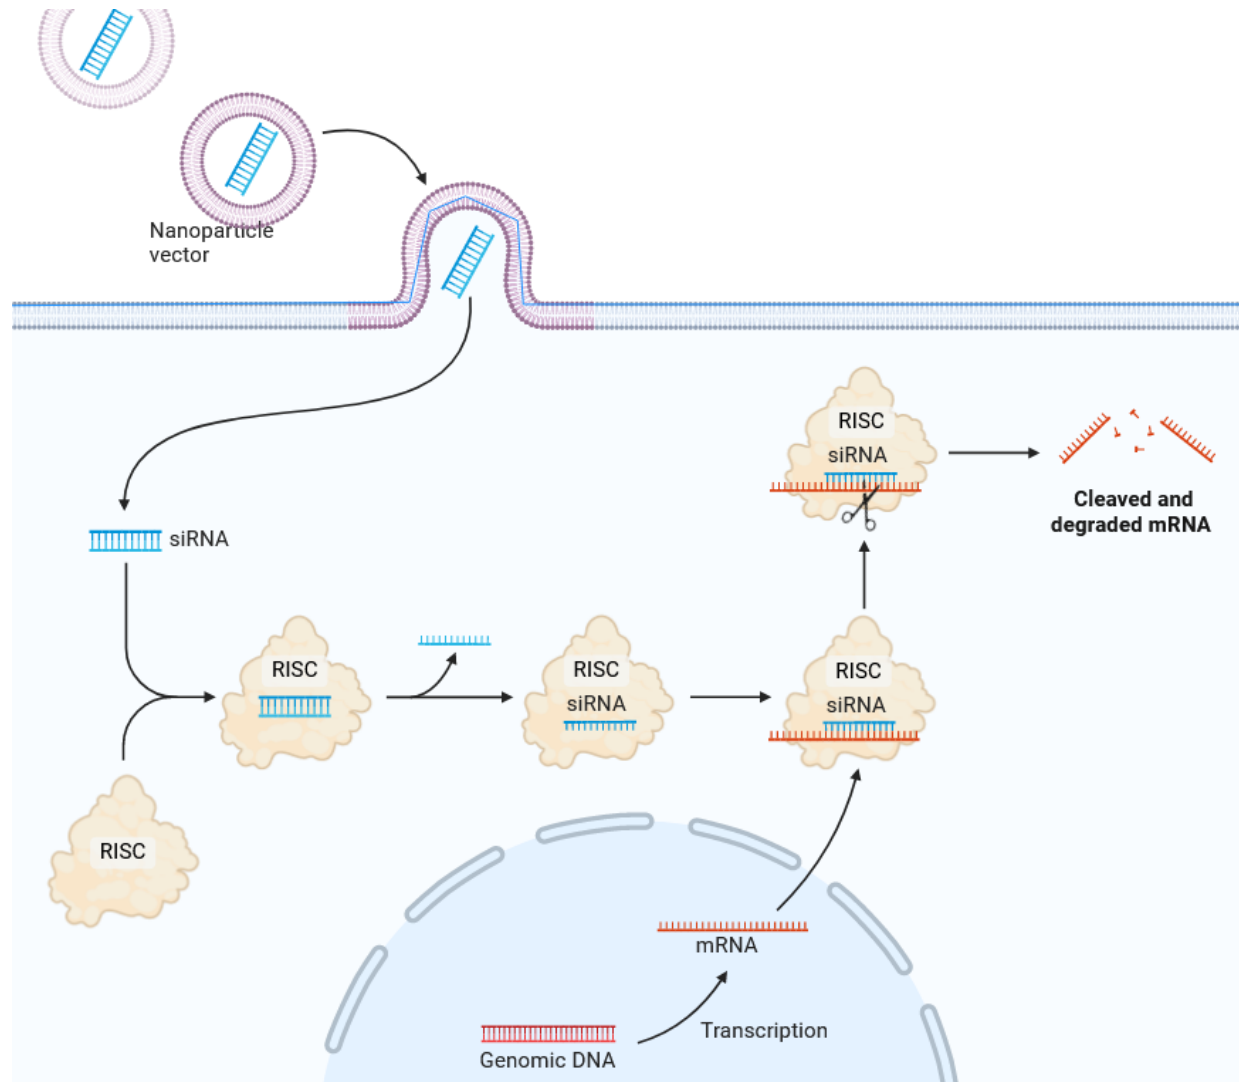 Nanoparticle
vector
RISC
siRNA
Cleaved and
degraded mRNA
siRNA
RISC
RISC
siRNA
RISC
siRNA
RISC
mRNA
Transcription
Genomic DNA